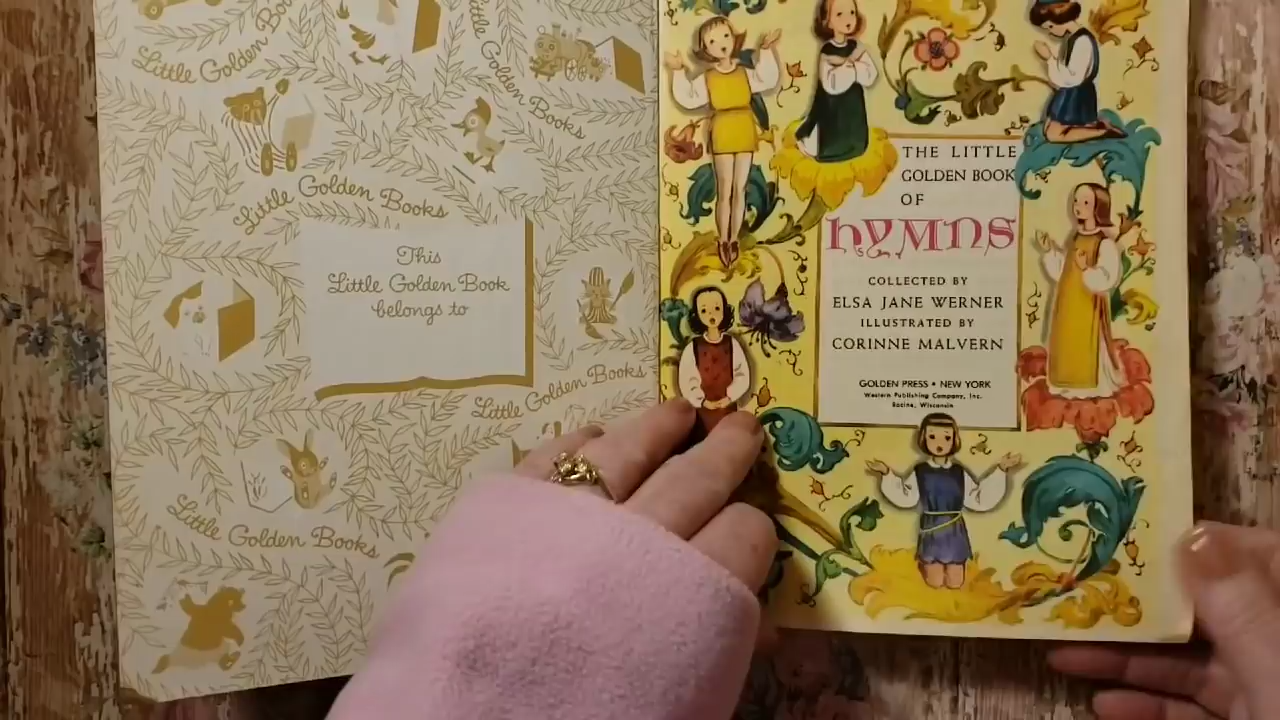 Little Golden Bo
Little Golden Books
Little Golden Books
This
Little Golden Book
belongs to
Little Golden Books
Little Golden Books
THE LITTLE
GOLDEN BOOK
OF
HYMNS
COLLECTED BY
ELSA JANE WERNER
ILLUSTRATED BY
CORINNE MALVERN
GOLDEN PRESS • NEW YORK
Western Publishing Company, Inc.
Racine, Wisconsin